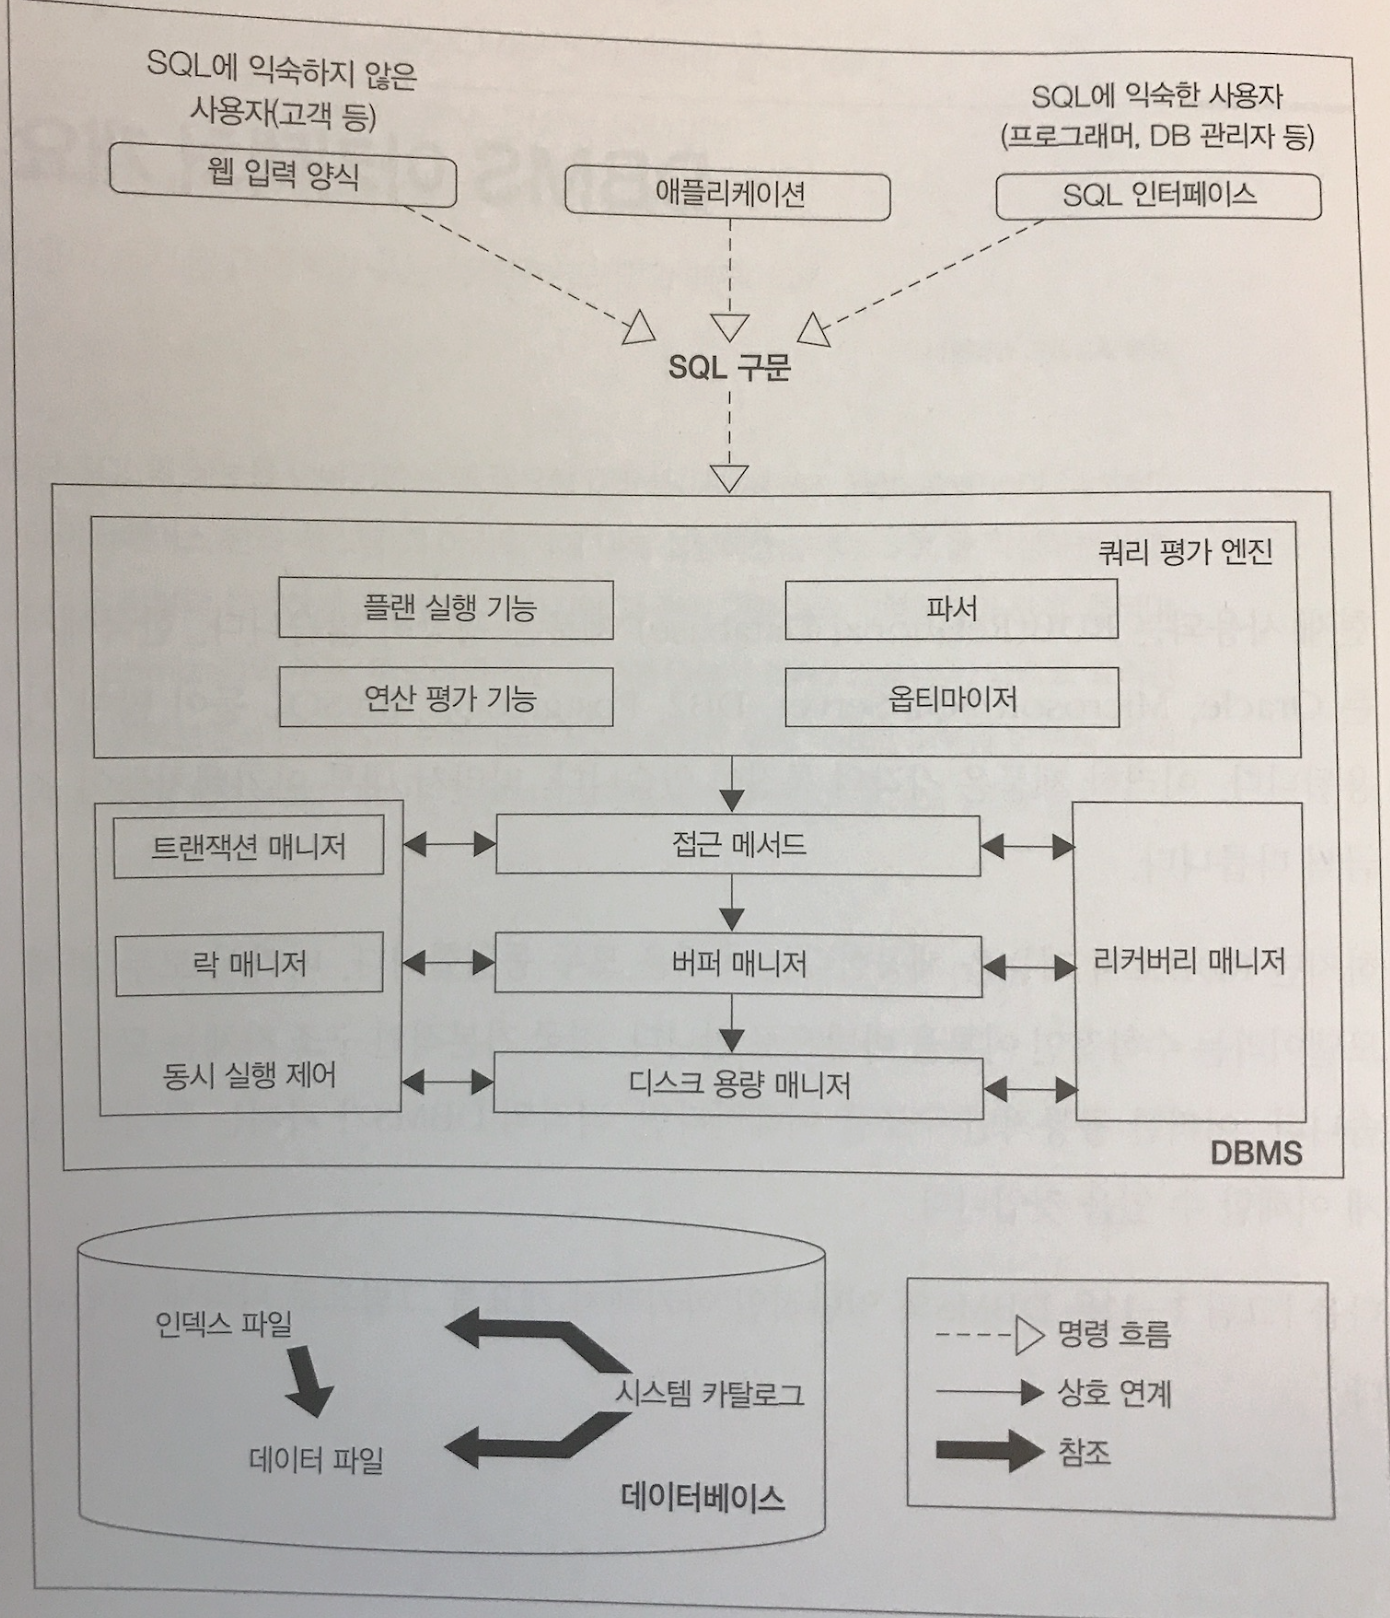 SQL에 익숙하지 않은
사용자(고객 등)
웹 입력 양식
애플리케이션
SQL에 익숙한 사용자
(프로그래머, DB 관리자 등)
SQL 인터페이스
SQL 구문
쿼리 평가 엔진
플랜 실행 기능
파서
연산 평가 기능
옵티마이저
트랜잭션 매니저
접근 메서드
락 매니저
버퍼 매니저
리커버리 매니저
동시 실행 제어
디스크 용량 매니저
DBMS
인덱스 파일
시스템 카탈로그
데이터 파일
데이터베이스
명령 흐름
상호 연계
참조